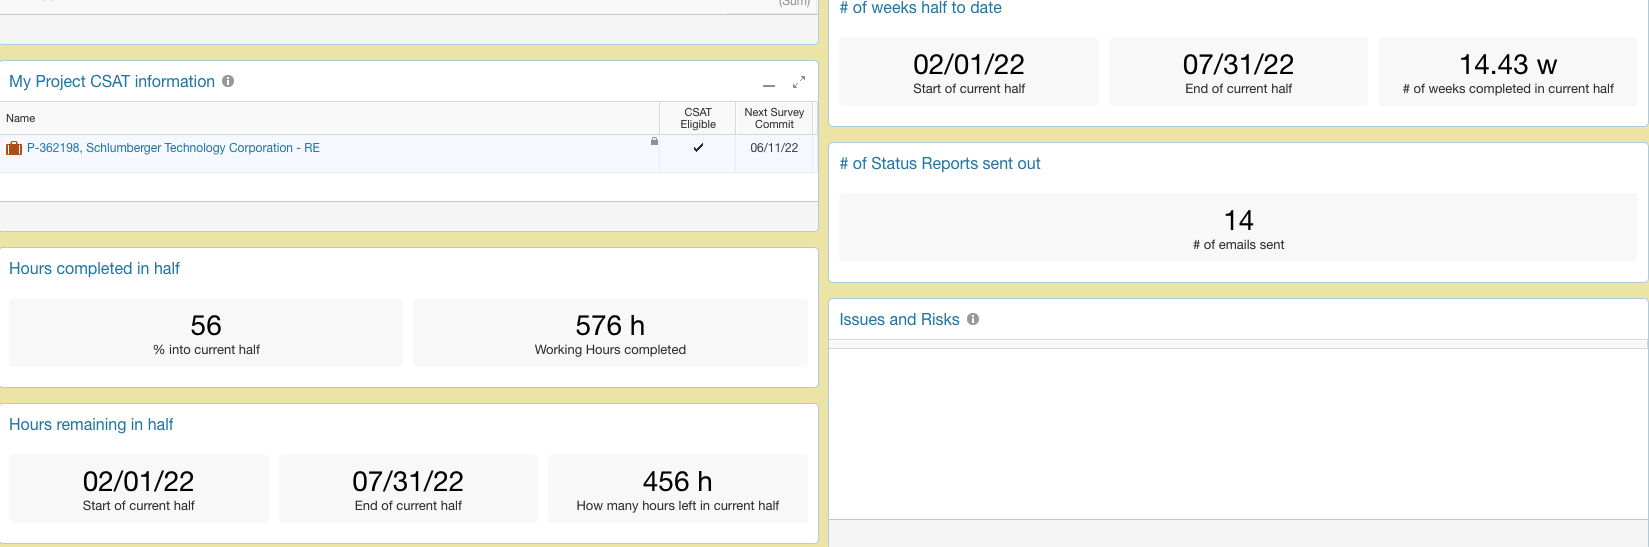 (Sum)
My Project CSAT information
Name
CSAT Eligible
Next Survey Commit
P-362198, Schlumberger Technology Corporation - RE
06/11/22
Hours completed in half
56
% into current half
576 h
Working Hours completed
Hours remaining in half
02/01/22
Start of current half
07/31/22
End of current half
456 h
How many hours left in current half
# of weeks half to date
02/01/22
Start of current half
07/31/22
End of current half
14.43 w
# of weeks completed in current half
# of Status Reports sent out
14
# of emails sent
Issues and Risks